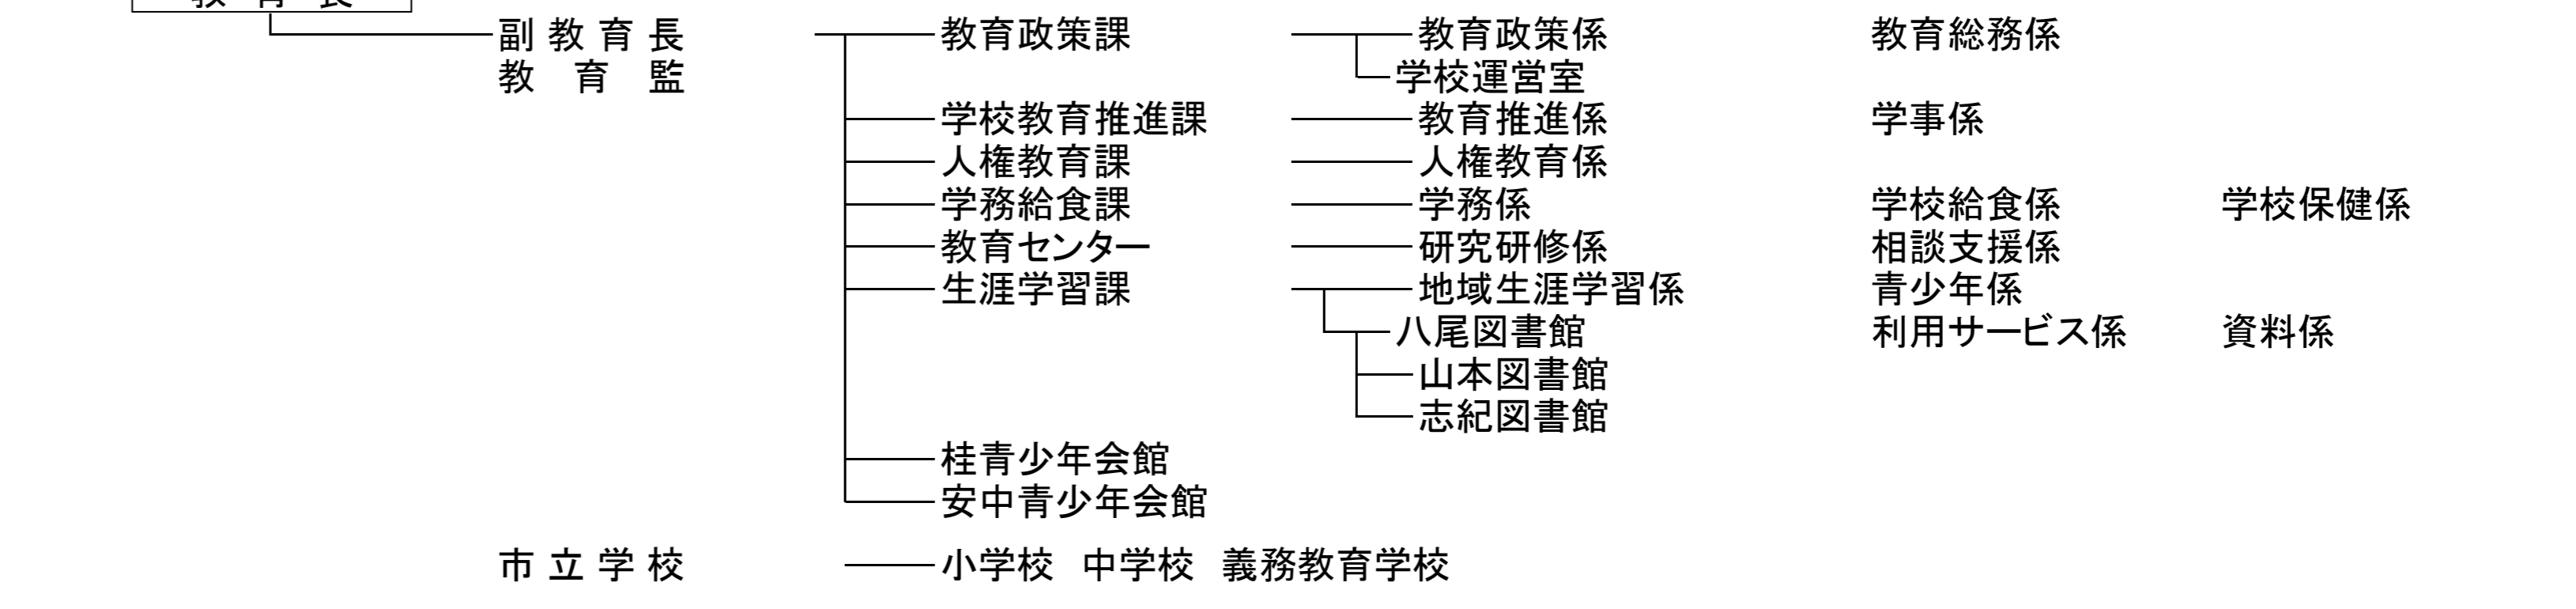 教 育 長
副 教 育 長 教育政策課 教育政策係 教育総務係
教 育 監 学校運営室
学校教育推進課 教育推進係 学事係
人権教育課 人権教育係
学務給食課 学務係 学校給食係 学校保健係
教育センター 研究研修係 相談支援係
生涯学習課 地域生涯学習係 青少年係
八尾図書館 利用サービス係 資料係
山本図書館
志紀図書館
桂青少年会館
安中青少年会館
市 立 学 校 小学校 中学校 義務教育学校